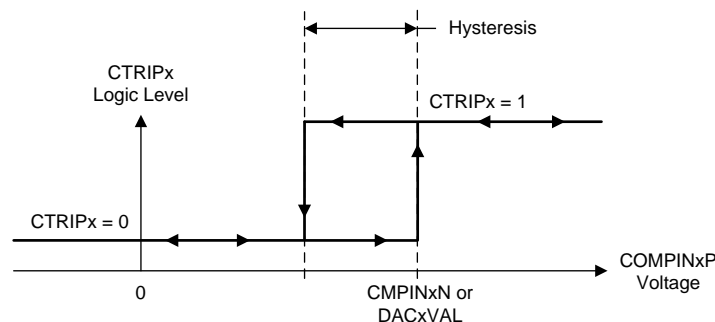 Hysteresis
CTRIPx
Logic Level
CTRIPx = 1
CTRIPx = 0
COMPINxP
Voltage
0
CMPINxN or
DACxVAL